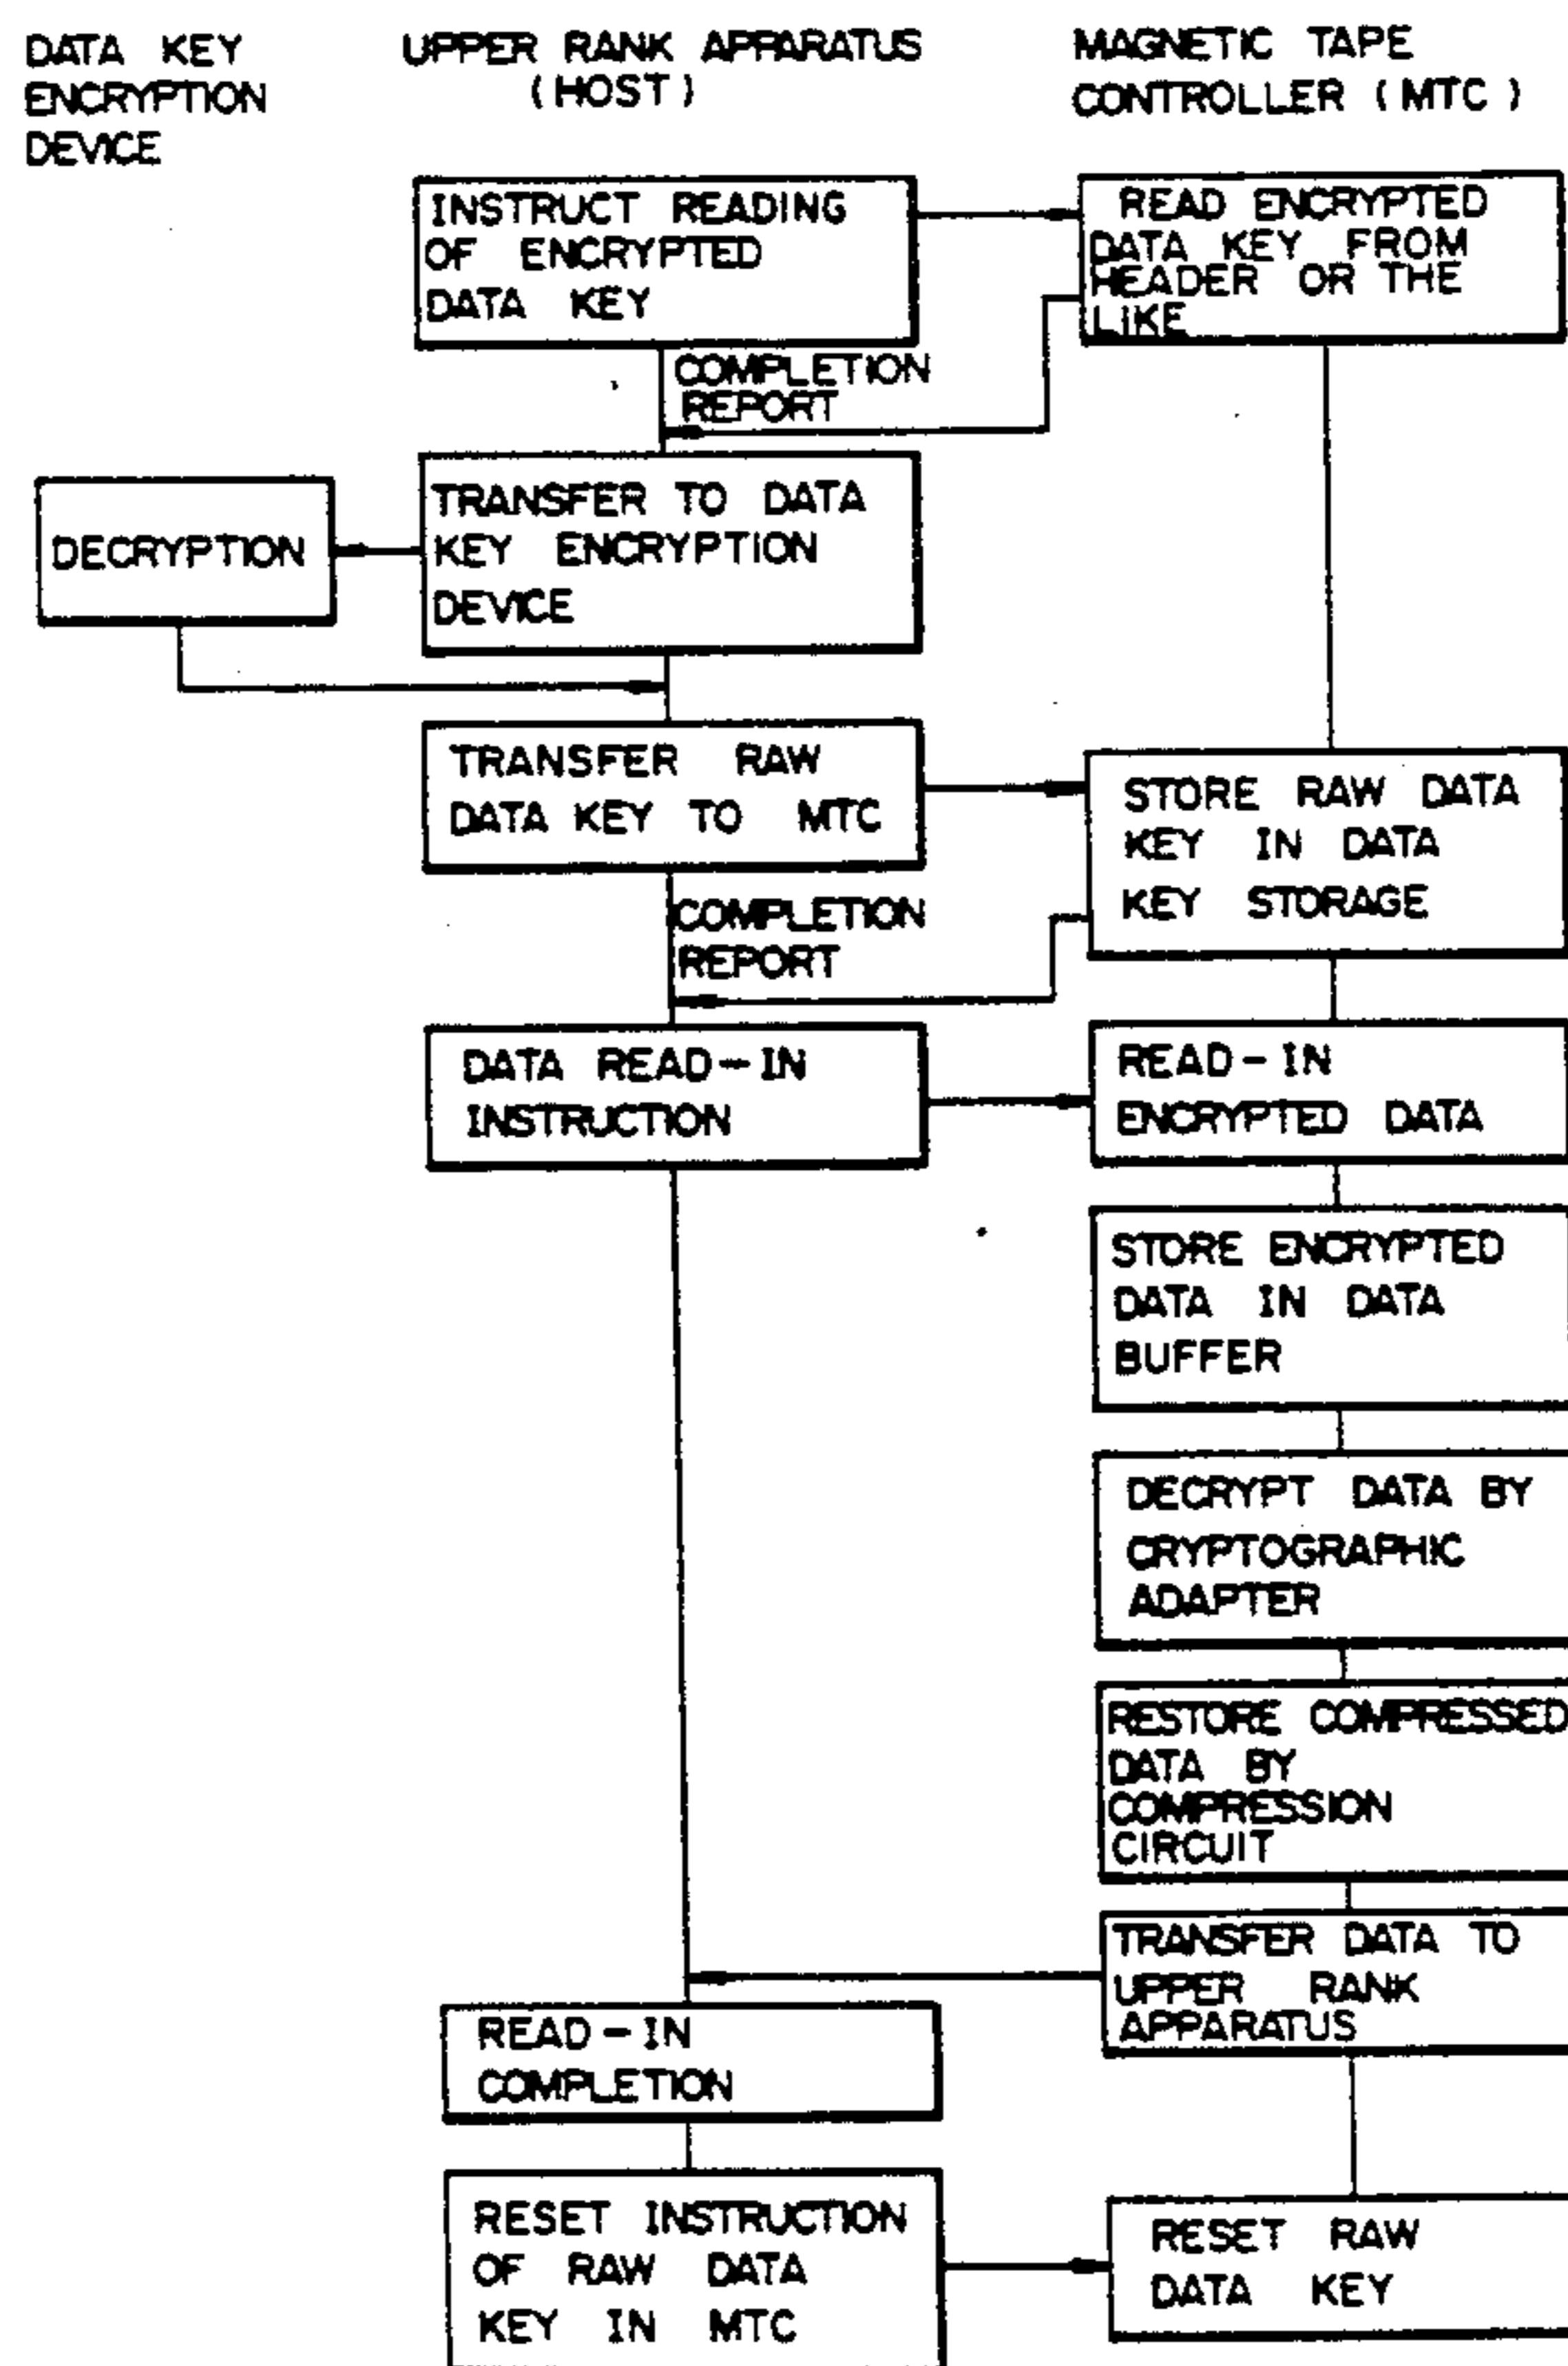 DATA KEY
ENCRYPTION
DEVICE
UPPER RANK APPARATUS
(HOST)
MAGNETIC TAPE
CONTROLLER (MTC)
INSTRUCT READING
OF ENCRYPTED
DATA KEY
READ ENCRYPTED
DATA KEY FROM
HEADER OR THE
LIKE
COMPLETION
REPORT
DECRYPTION
TRANSFER TO DATA
KEY ENCRYPTION
DEVICE
TRANSFER RAW
DATA KEY TO MTC
STORE RAW DATA
KEY IN DATA
KEY STORAGE
COMPLETION
REPORT
DATA READ-IN
INSTRUCTION
READ-IN
ENCRYPTED DATA
STORE ENCRYPTED
DATA IN DATA
BUFFER
DECRYPT DATA BY
CRYPTOGRAPHIC
ADAPTER
RESTORE COMPRESSED
DATA BY
COMPRESSION
CIRCUIT
TRANSFER DATA TO
UPPER RANK
APPARATUS
READ-IN
COMPLETION
RESET INSTRUCTION
OF RAW DATA
KEY IN MTC
RESET RAW
DATA KEY